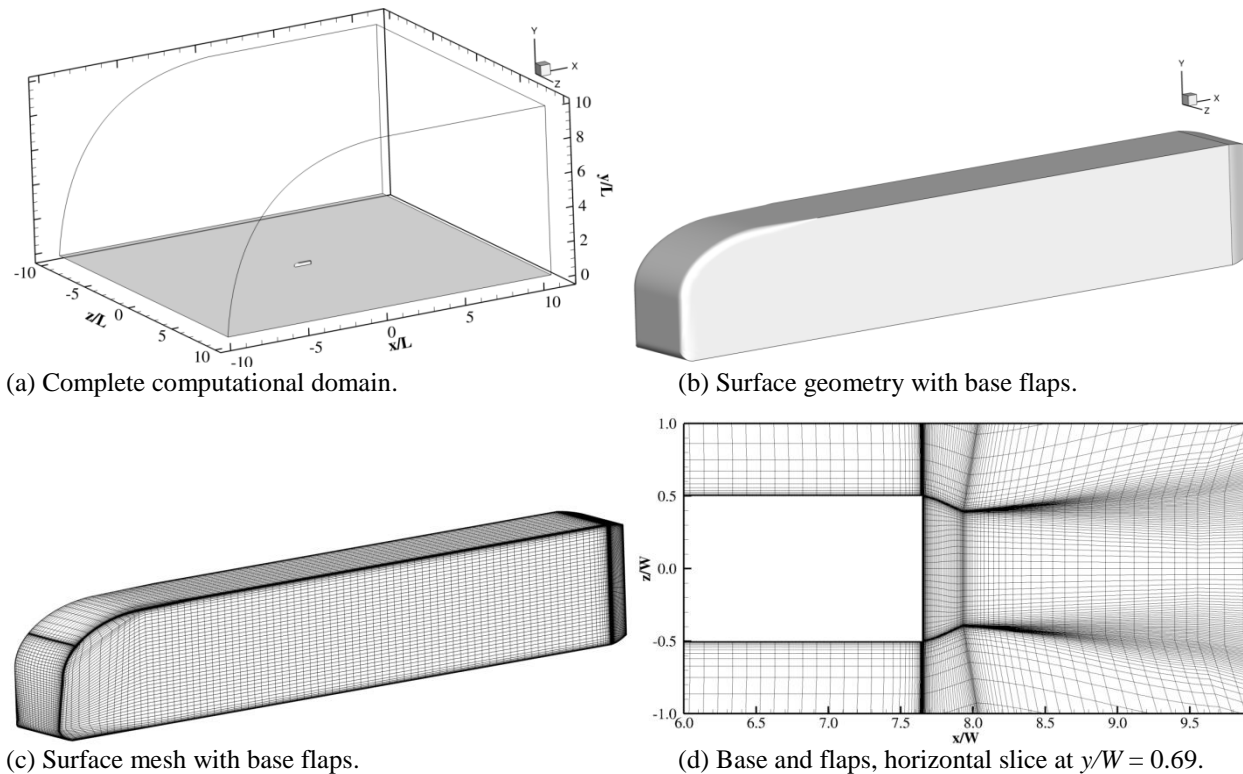 Y
X
Z
10
8
6
4
2
0
y/L
-10
-5
0
5
10
z/L
-10
-5
0
5
10
x/L
(a) Complete computational domain.
Y
X
Z
(b) Surface geometry with base flaps.
(c) Surface mesh with base flaps.
1.0
0.5
0.0
-0.5
-1.0
z/W
6.0 6.5 7.0 7.5 8.0 8.5 9.0 9.5
x/W
(d) Base and flaps, horizontal slice at y/W = 0.69.